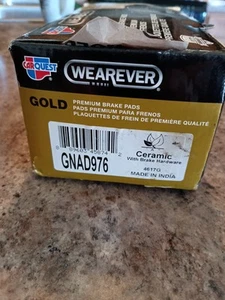 CARQUEST
WEAREVER
GOLD
PREMIUM BRAKE PADS
PADS PREMIUM PARA FRENOS
PLAQUETTES DE FREIN DE PREMIÈRE QUALITÉ
GNAD976
Ceramic
With Brake Hardware
4617G
MADE IN INDIA